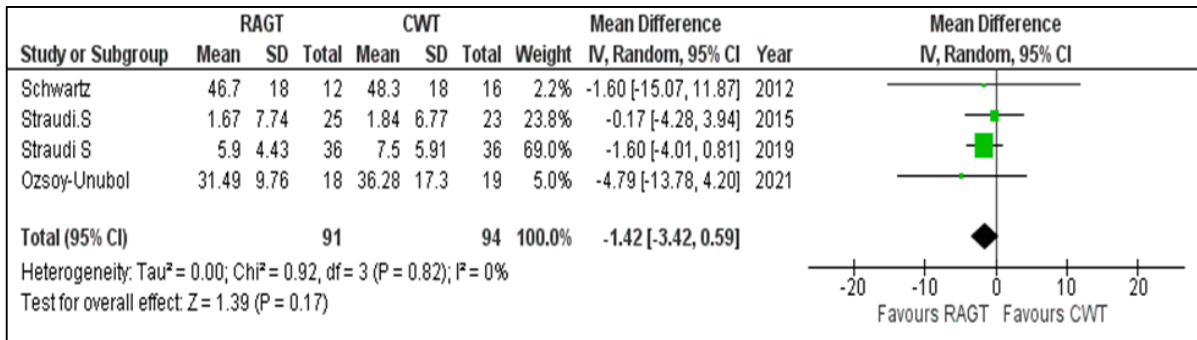 RAGT CWT Mean Difference Mean Difference
Study or Subgroup Mean SD Total Mean SD Total Weight IV, Random, 95% CI Year IV, Random, 95% CI
Schwartz 46.7 18 12 48.3 18 16 2.2% -1.60 [-15.07, 11.87] 2012
Straudi.S 1.67 7.74 25 1.84 6.77 23 23.8% -0.17 [-4.28, 3.94] 2015
Straudi S 5.9 4.43 36 7.5 5.91 36 69.0% -1.60 [-4.01, 0.81] 2019
Ozsoy-Unubol 31.49 9.76 18 36.28 17.3 19 5.0% -4.79 [-13.78, 4.20] 2021
Total (95% CI) 91 94 100.0% -1.42 [-3.42, 0.59]
Heterogeneity: Tau² = 0.00; Chi² = 0.92, df = 3 (P = 0.82); I² = 0%
Test for overall effect: Z = 1.39 (P = 0.17)
-20 -10 0 10 20
Favours RAGT Favours CWT